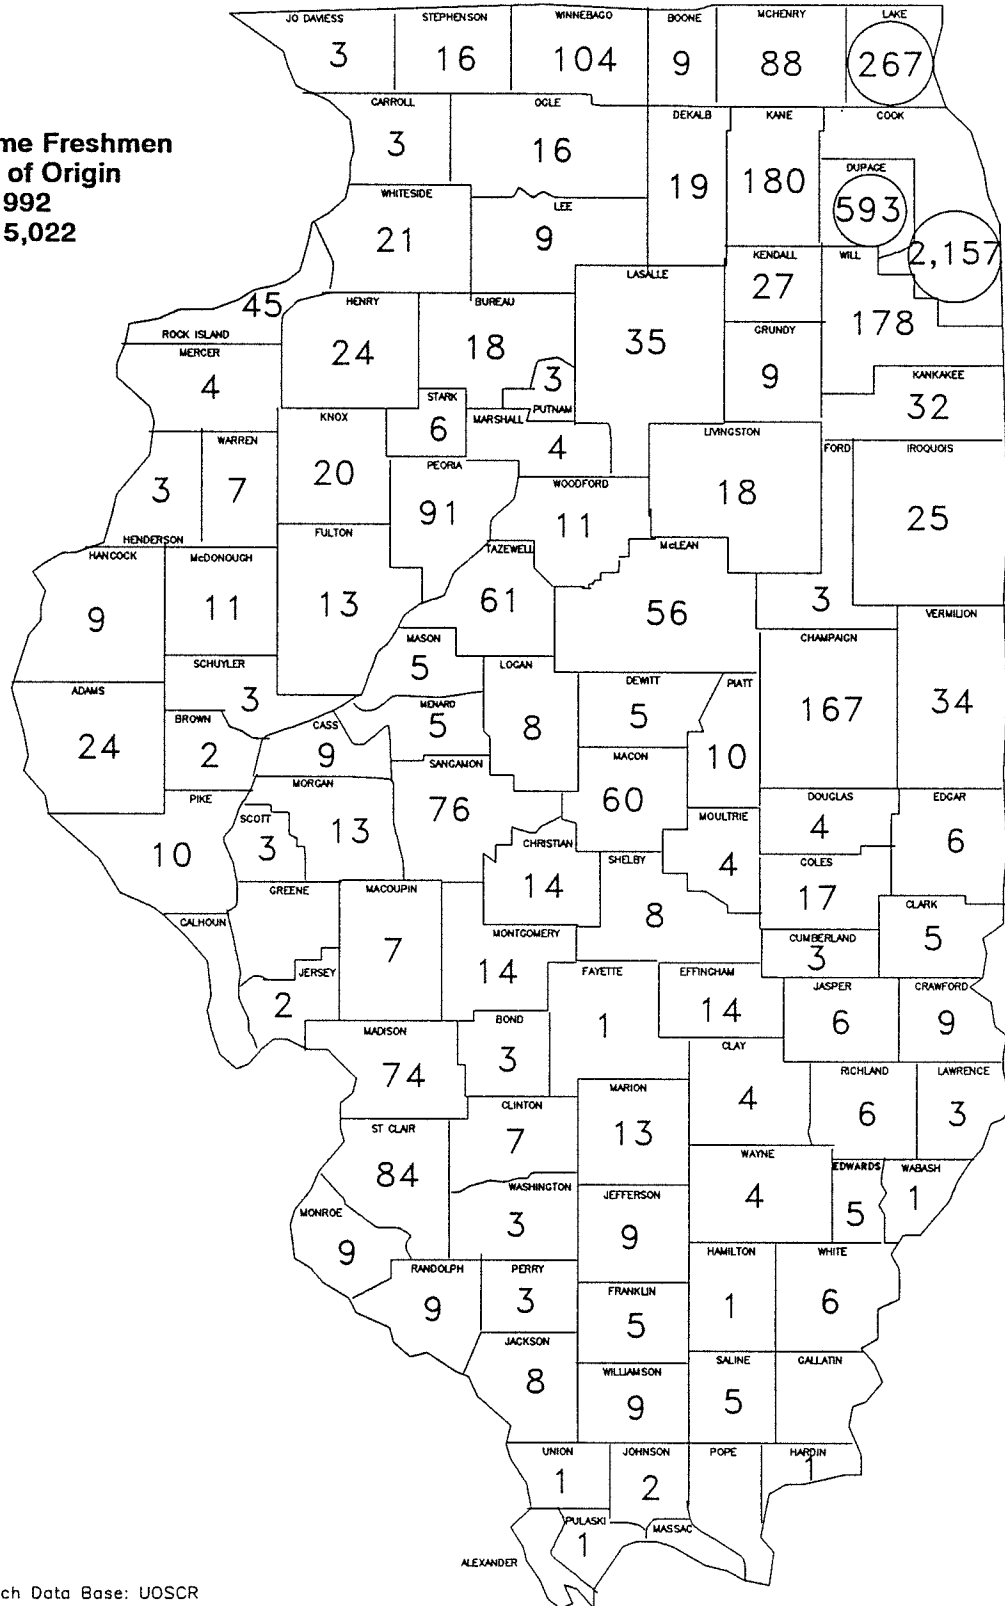 JO DAVIESS STEPHENSON WINNEBAGO BOONE MCHENRY LAKE
3 16 104 9 88 267
CARROLL OGLE DEKALB KANE COOK
me Freshmen
of Origin
992
5,022
3 16 19 180
DUPAGE
593
2,157
WHITESIDE LEE
21 9
KENDALL WILL
27 178
LASALLE
35
45
ROCK ISLAND
HENRY BUREAU
24 18
GRUNDY
9
MERCER
4
3
PUTNAM
KANKAKEE
32
STARK
6
MARSHALL
4
KNOX
20
WARREN
3 7
HENDERSON
PEORIA
91
WOODFORD
11
LIVINGSTON
18
FORD
3
IROQUOIS
25
FULTON
13
HANCOCK McDONOUGH
9 11
TAZEWELL
61
McLEAN
56
VERMILION
34
MASON
5
CHAMPAIGN
167
SCHUYLER
3
LOGAN
8
DEWITT
5
PIATT
10
ADAMS
24
BROWN
2
CASS
9
MENARD
5
SANGAMON
76
MACON
60
PIKE
10
SCOTT
3
MORGAN
13
MOULTRIE
4
DOUGLAS
4
EDGAR
6
CHRISTIAN
14
SHELBY
8
COLES
17
GREENE
MACOUPIN
7
CLARK
5
CALHOUN
MONTGOMERY
14
CUMBERLAND
3
JERSEY
2
FAYETTE
1
EFFINGHAM
14
JASPER
6
CRAWFORD
9
MADISON
74
BOND
3
CLAY
4
RICHLAND
6
LAWRENCE
3
ST CLAIR
84
CLINTON
7
MARION
13
WAYNE
4
EDWARDS
5
WABASH
1
WASHINGTON
3
JEFFERSON
9
MONROE
9
RANDOLPH
9
PERRY
3
HAMILTON
1
WHITE
6
FRANKLIN
5
JACKSON
8
WILLIAMSON
9
SALINE
5
GALLATIN
UNION
1
JOHNSON
2
POPE
HARDIN
1
PULASKI
1
MASSAC
ALEXANDER
ch Data Base: UOSCR